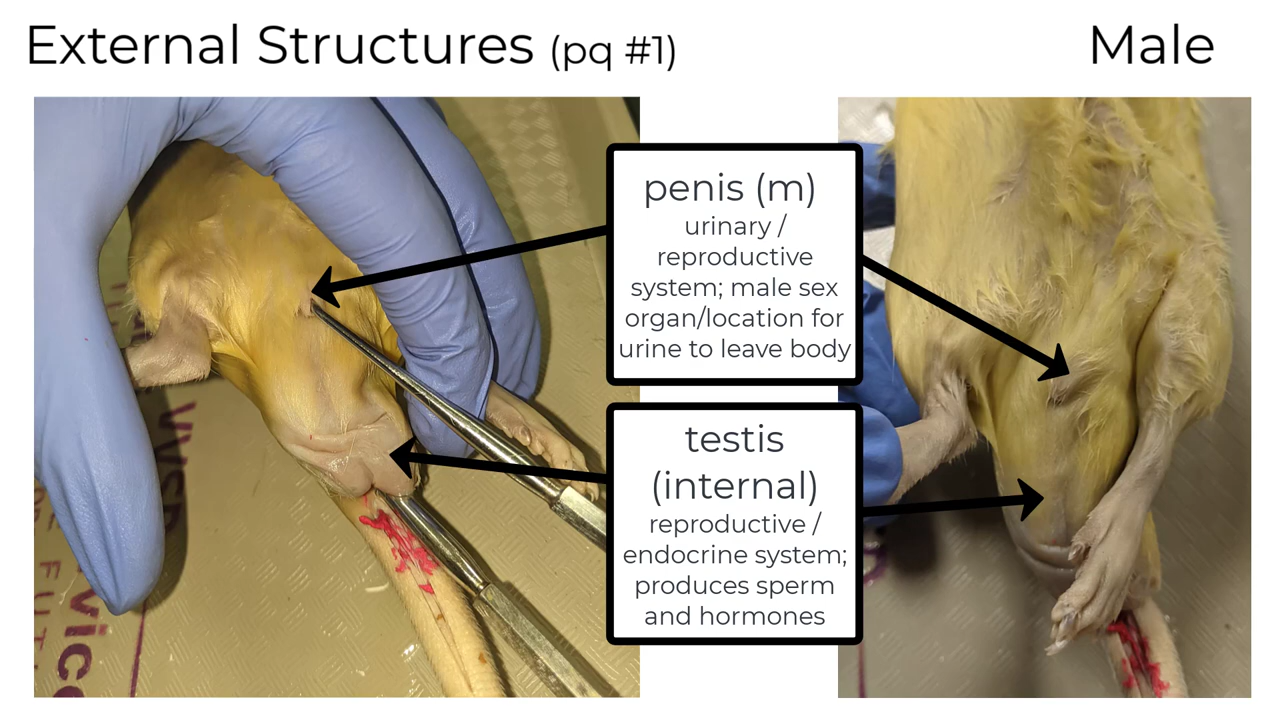 External Structures (pq #1)
Male
penis (m)
urinary /
reproductive
system; male sex
organ/location for
urine to leave body
testis
(internal)
reproductive /
endocrine system;
produces sperm
and hormones